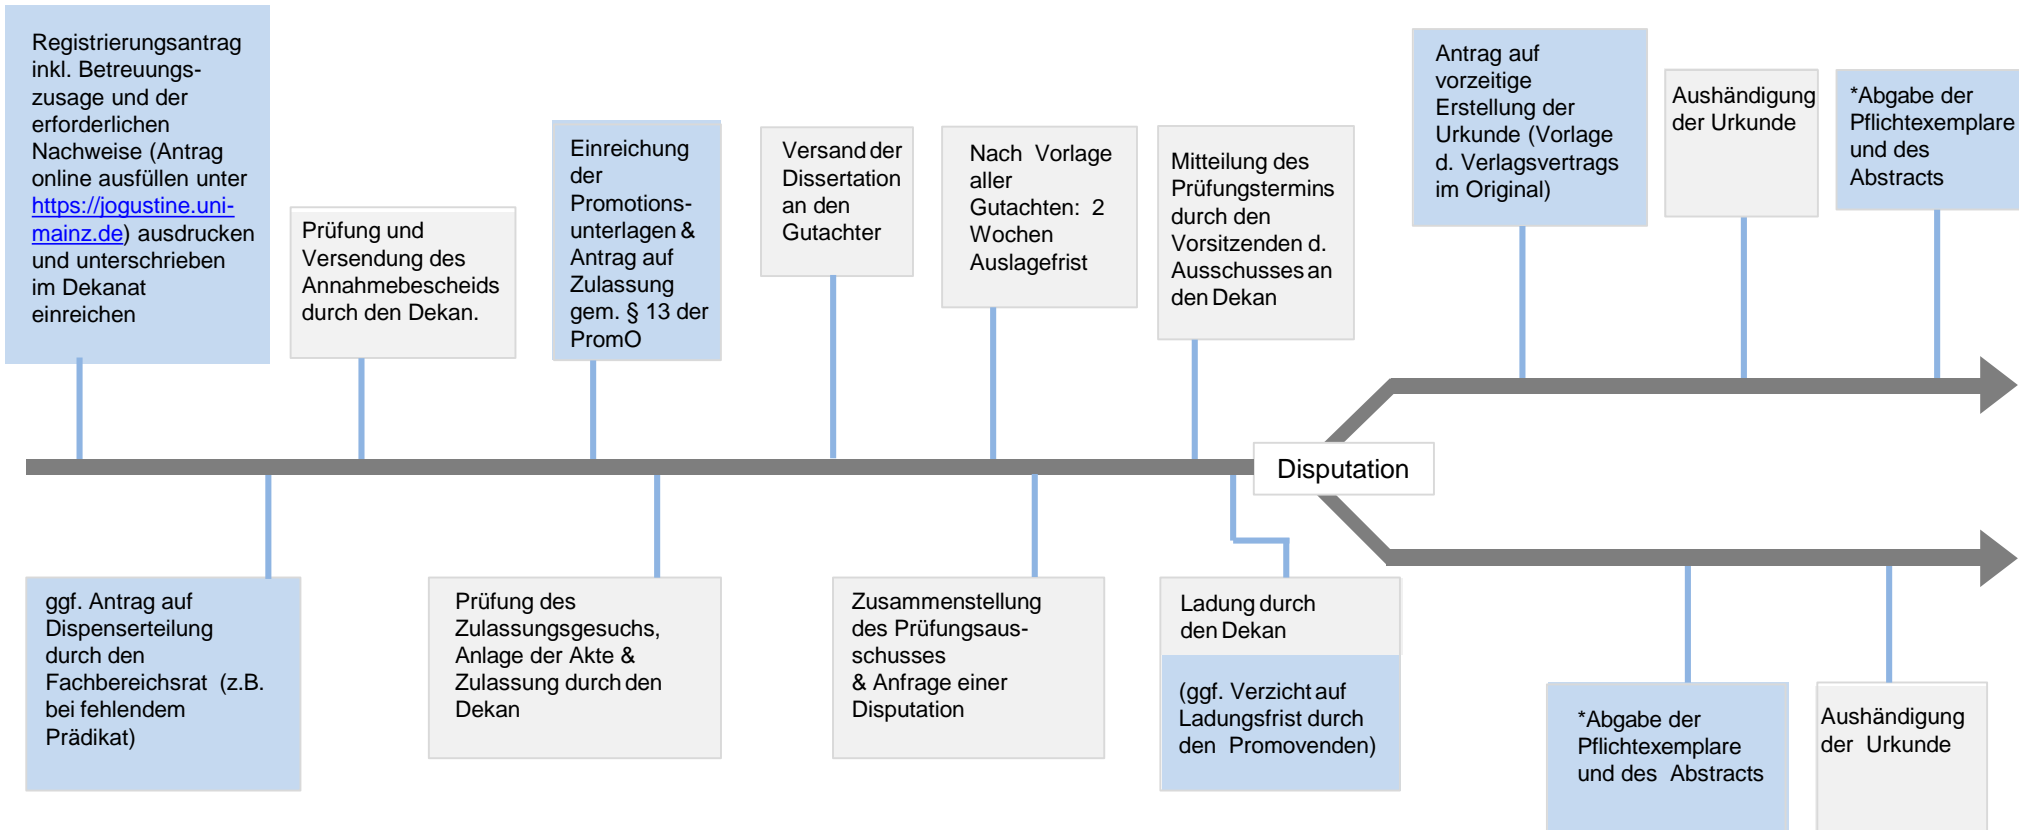 Registrierungsantrag
inkl. Betreuungs-
zusage und der
erforderlichen
Nachweise (Antrag
online ausfüllen unter
https://jogustine.uni-
mainz.de) ausdrucken
und unterschrieben
im Dekanat
einreichen
Prüfung und
Versendung des
Annahmebescheids
durch den Dekan.
Einreichung
der
Promotions-
unterlagen &
Antrag auf
Zulassung
gem. § 13 der
PromO
Versand der
Dissertation
an den
Gutachter
Nach Vorlage
aller
Gutachten: 2
Wochen
Auslagefrist
Mitteilung des
Prüfungstermins
durch den
Vorsitzenden d.
Ausschusses an
den Dekan
Antrag auf
vorzeitige
Erstellung der
Urkunde (Vorlage
d. Verlagsvertrags
im Original)
Aushändigung
der Urkunde
*Abgabe der
Pflichtexemplare
und des
Abstracts
Disputation
ggf. Antrag auf
Dispenserteilung
durch den
Fachbereichsrat (z.B.
bei fehlendem
Prädikat)
Prüfung des
Zulassungsgesuchs,
Anlage der Akte &
Zulassung durch den
Dekan
Zusammenstellung
des Prüfungsaus-
schusses
& Anfrage einer
Disputation
Ladung durch
den Dekan
(ggf. Verzicht auf
Ladungsfrist durch
den Promovenden)
*Abgabe der
Pflichtexemplare
und des Abstracts
Aushändigung
der Urkunde